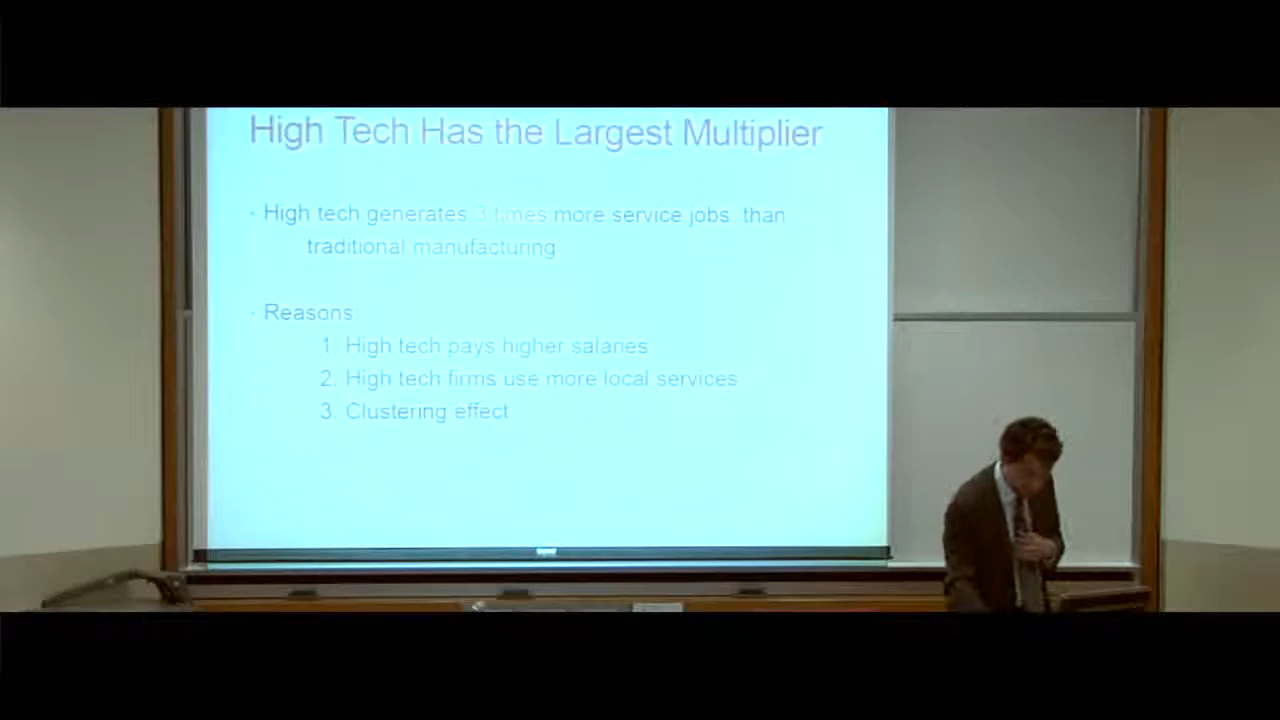 High Tech Has the Largest Multiplier
• High tech generates 3 times more service jobs than
traditional manufacturing
• Reasons:
1. High tech pays higher salaries
2. High tech firms use more local services
3. Clustering effect